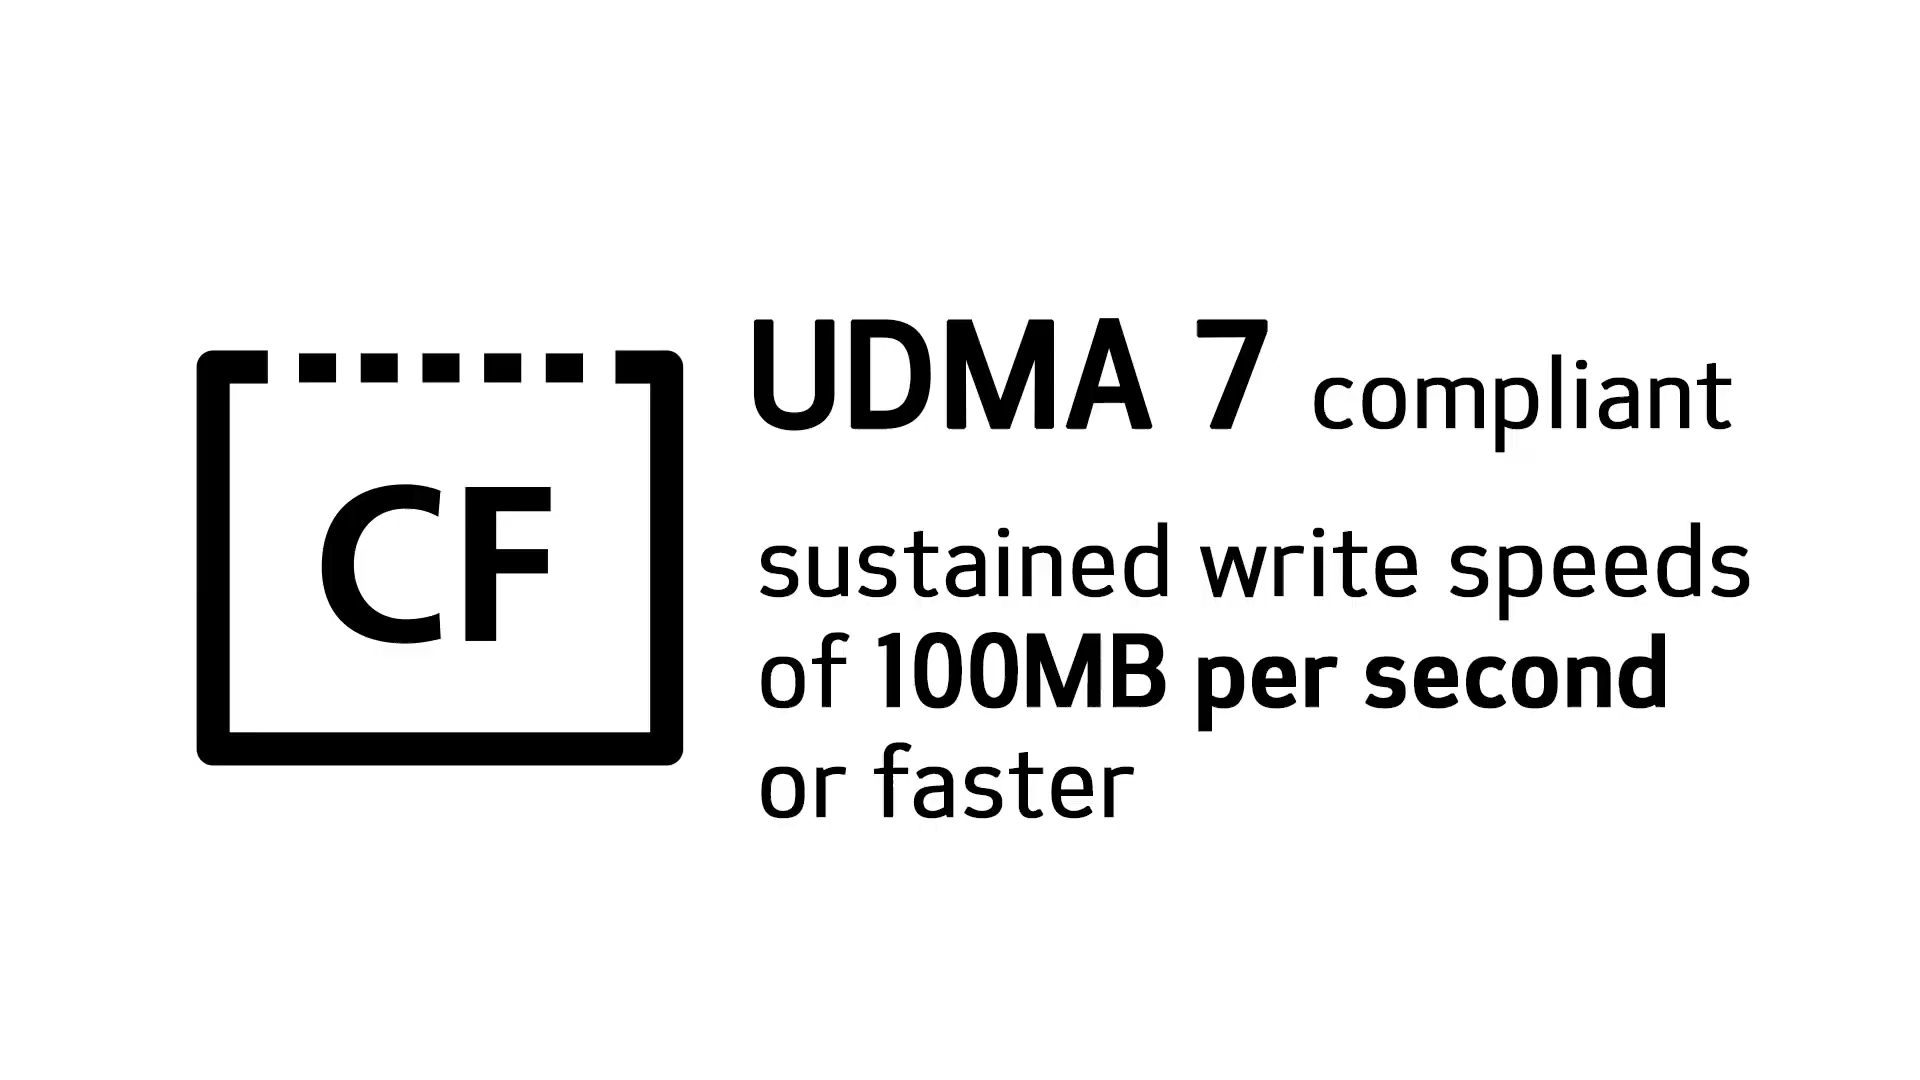 CF
UDMA 7 compliant
sustained write speeds
of 100MB per second
or faster